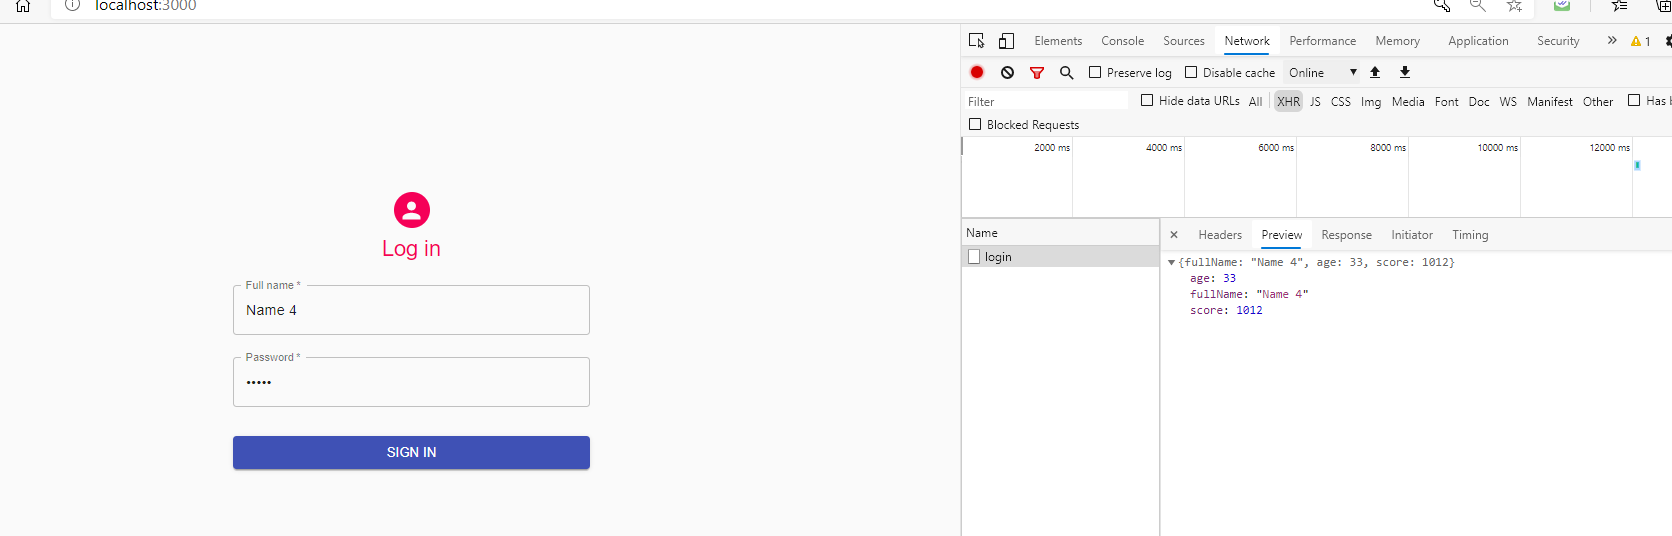 localhost:3000
Elements Console Sources Network Performance Memory Application Security » 1
Preserve log Disable cache Online ▼
Filter Hide data URLs All XHR JS CSS Img Media Font Doc WS Manifest Other Has
Blocked Requests
2000 ms 4000 ms 6000 ms 8000 ms 10000 ms 12000 ms
Name
login
× Headers Preview Response Initiator Timing
▼{fullName: "Name 4", age: 33, score: 1012}
age: 33
fullName: "Name 4"
score: 1012
Log in
Full name *
Name 4
Password *
•••••
SIGN IN